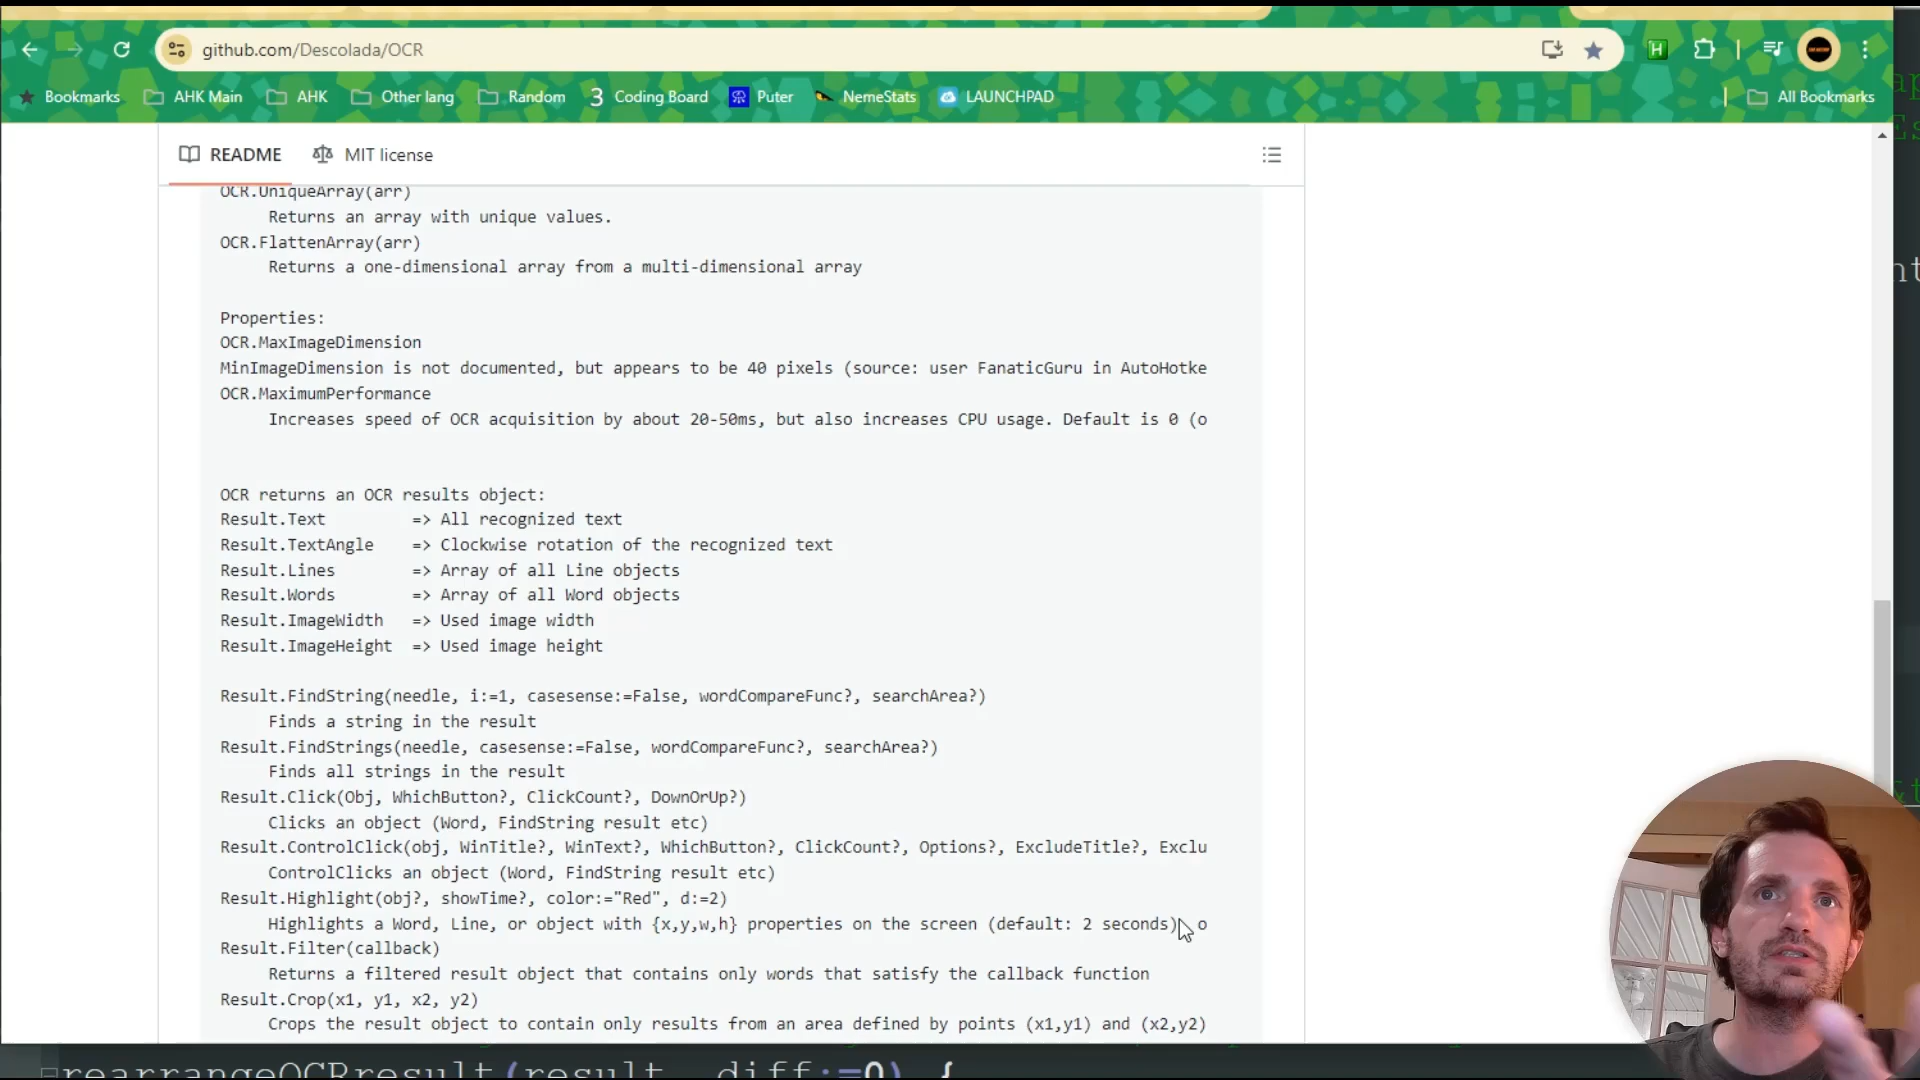 github.com/Descolada/OCR
Bookmarks AHK Main AHK Other lang Random Coding Board Puter NemeStats LAUNCHPAD All Bookmarks
README MIT license
OCR.UniqueArray(arr)
Returns an array with unique values.
OCR.FlattenArray(arr)
Returns a one-dimensional array from a multi-dimensional array
Properties:
OCR.MaxImageDimension
MinImageDimension is not documented, but appears to be 40 pixels (source: user FanaticGuru in AutoHotke
OCR.MaximumPerformance
Increases speed of OCR acquisition by about 20-50ms, but also increases CPU usage. Default is 0 (o
OCR returns an OCR results object:
Result.Text => All recognized text
Result.TextAngle => Clockwise rotation of the recognized text
Result.Lines => Array of all Line objects
Result.Words => Array of all Word objects
Result.ImageWidth => Used image width
Result.ImageHeight => Used image height
Result.FindString(needle, i:=1, casesense:=False, wordCompareFunc?, searchArea?)
Finds a string in the result
Result.FindStrings(needle, casesense:=False, wordCompareFunc?, searchArea?)
Finds all strings in the result
Result.Click(Obj, WhichButton?, ClickCount?, DownOrUp?)
Clicks an object (Word, FindString result etc)
Result.ControlClick(obj, WinTitle?, WinText?, WhichButton?, ClickCount?, Options?, ExcludeTitle?, Exclu
ControlClicks an object (Word, FindString result etc)
Result.Highlight(obj?, showTime?, color:="Red", d:=2)
Highlights a Word, Line, or object with {x,y,w,h} properties on the screen (default: 2 seconds) o
Result.Filter(callback)
Returns a filtered result object that contains only words that satisfy the callback function
Result.Crop(x1, y1, x2, y2)
Crops the result object to contain only results from an area defined by points (x1,y1) and (x2,y2)
rearrangeOCRresult(result, diff:=0) {